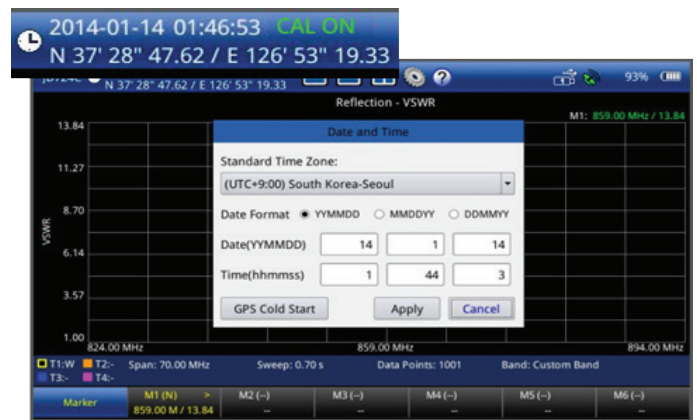 2014-01-14 01:46:53 CAL ON
N 37' 28" 47.62 / E 126' 53" 19.33
N 37' 28" 47.62 / E 126' 53" 19.33
93%
Reflection - VSWR
M1: 859.00 MHz / 13.84
Date and Time
Standard Time Zone:
(UTC+9:00) South Korea-Seoul
Date Format YYMMDD MMDDYY DDMMYY
Date(YYMMDD) 14 1 14
Time(hhmmss) 1 44 3
GPS Cold Start Apply Cancel
VSWR
13.84
11.27
8.70
6.14
3.57
1.00
824.00 MHz 859.00 MHz 894.00 MHz
T1:W T2:- Span: 70.00 MHz Sweep: 0.70 s Data Points: 1001 Band: Custom Band
T3:- T4:-
Marker M1 (N) > M2 (--) M3 (--) M4 (--) M5 (--) M6 (--)
859.00 M / 13.84 -- -- -- -- --